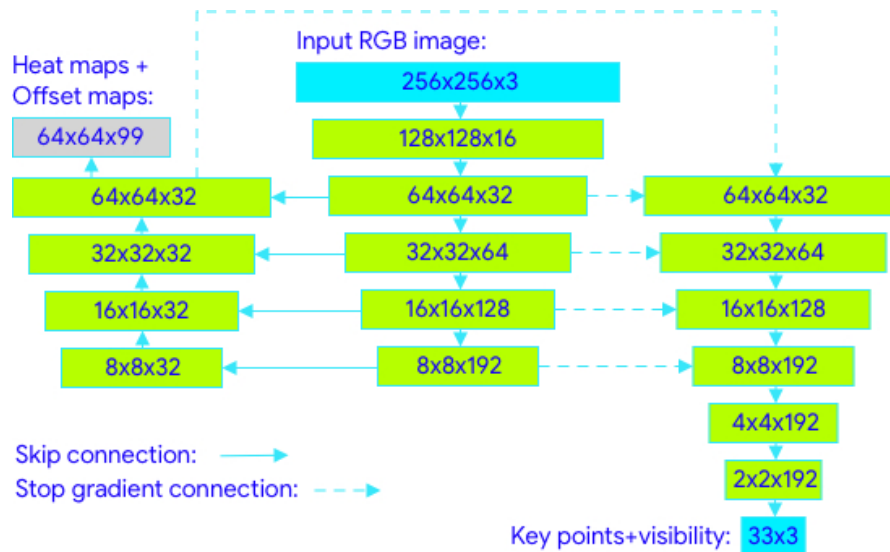 Input RGB image:
Heat maps +
Offset maps:
256x256x3
64x64x99
128x128x16
64x64x32
64x64x32
64x64x32
32x32x32
32x32x64
32x32x64
16x16x32
16x16x128
16x16x128
8x8x32
8x8x192
8x8x192
4x4x192
Skip connection:
2x2x192
Stop gradient connection:
Key points+visibility:
33x3